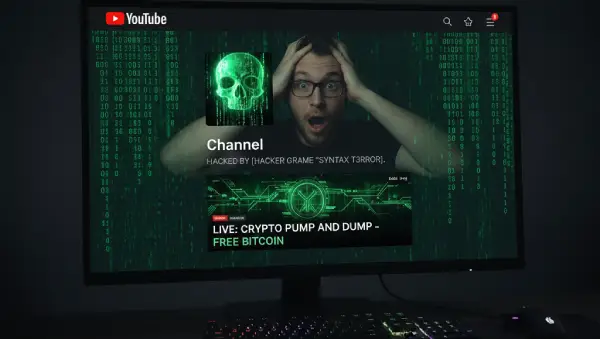 YouTube
Channel
HACKED BY [HACKER GRAME "SYNTAX T3RROR].
LIVE: CRYPTO PUMP AND DUMP -
FREE BITCOIN